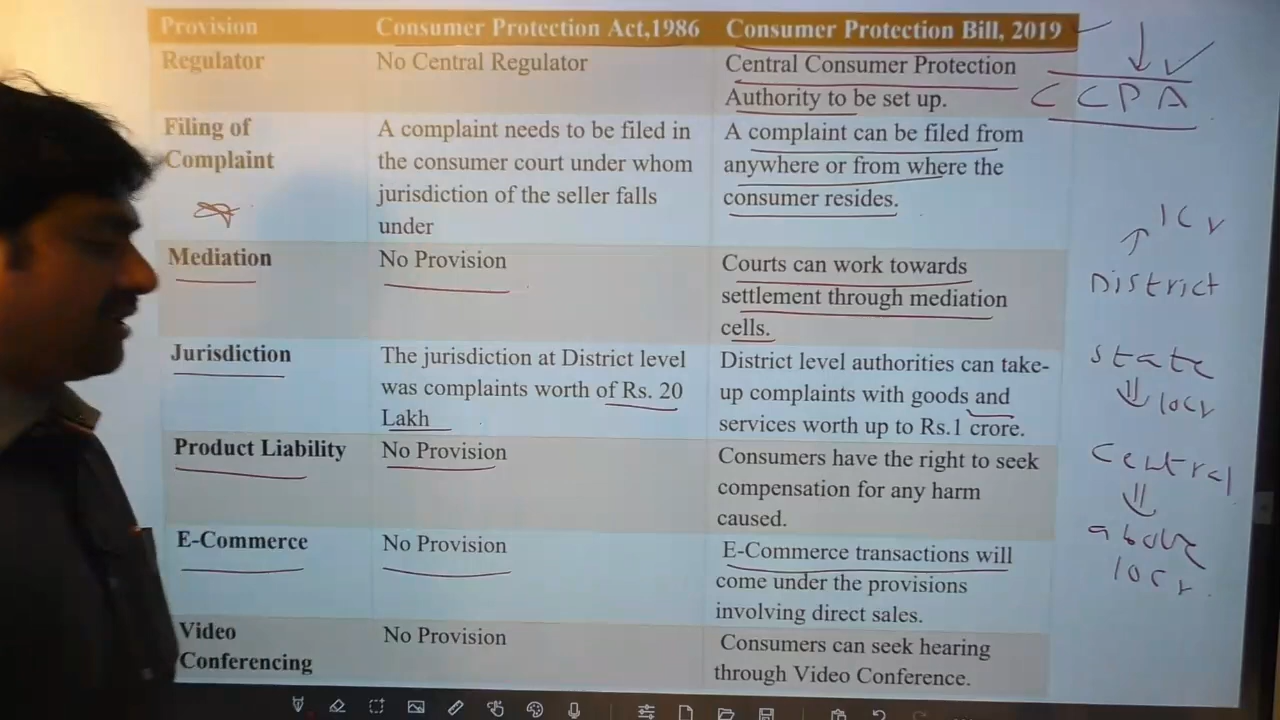 Provision Consumer Protection Act,1986 Consumer Protection Bill, 2019
Regulator No Central Regulator Central Consumer Protection
Authority to be set up.
CCPA
Filing of A complaint needs to be filed in A complaint can be filed from
Complaint the consumer court under whom anywhere or from where the
jurisdiction of the seller falls consumer resides.
under
1Cr
Mediation No Provision Courts can work towards
settlement through mediation
cells.
District
Jurisdiction The jurisdiction at District level District level authorities can take-
was complaints worth of Rs. 20 up complaints with goods and
Lakh services worth up to Rs.1 crore.
State
10Cr
Product Liability No Provision Consumers have the right to seek
compensation for any harm
caused.
Central
above
10Cr
E-Commerce No Provision E-Commerce transactions will
come under the provisions
involving direct sales.
Video No Provision Consumers can seek hearing
Conferencing through Video Conference.